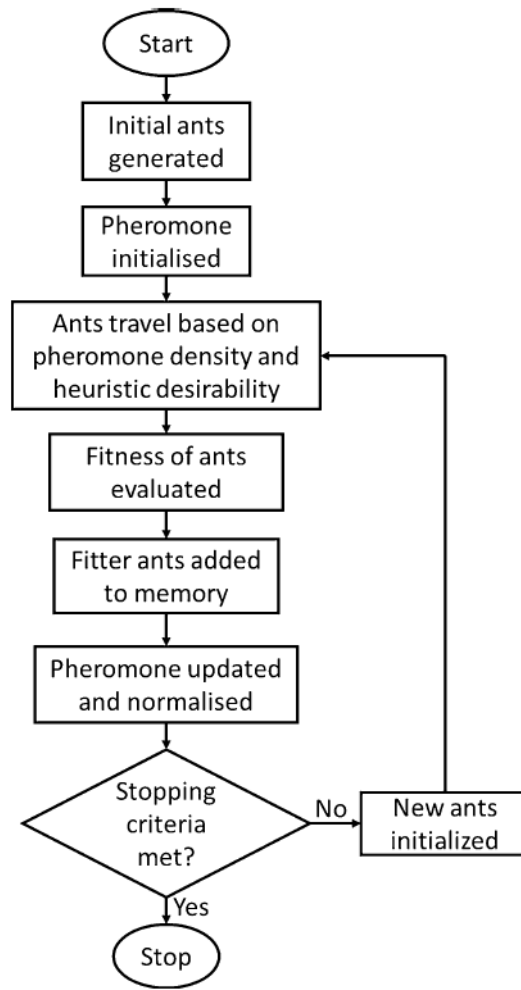 Start
Initial ants
generated
Pheromone
initialised
Ants travel based on
pheromone density and
heuristic desirability
Fitness of ants
evaluated
Fitter ants added
to memory
Pheromone updated
and normalised
Stopping
criteria
met?
No
New ants
initialized
Yes
Stop